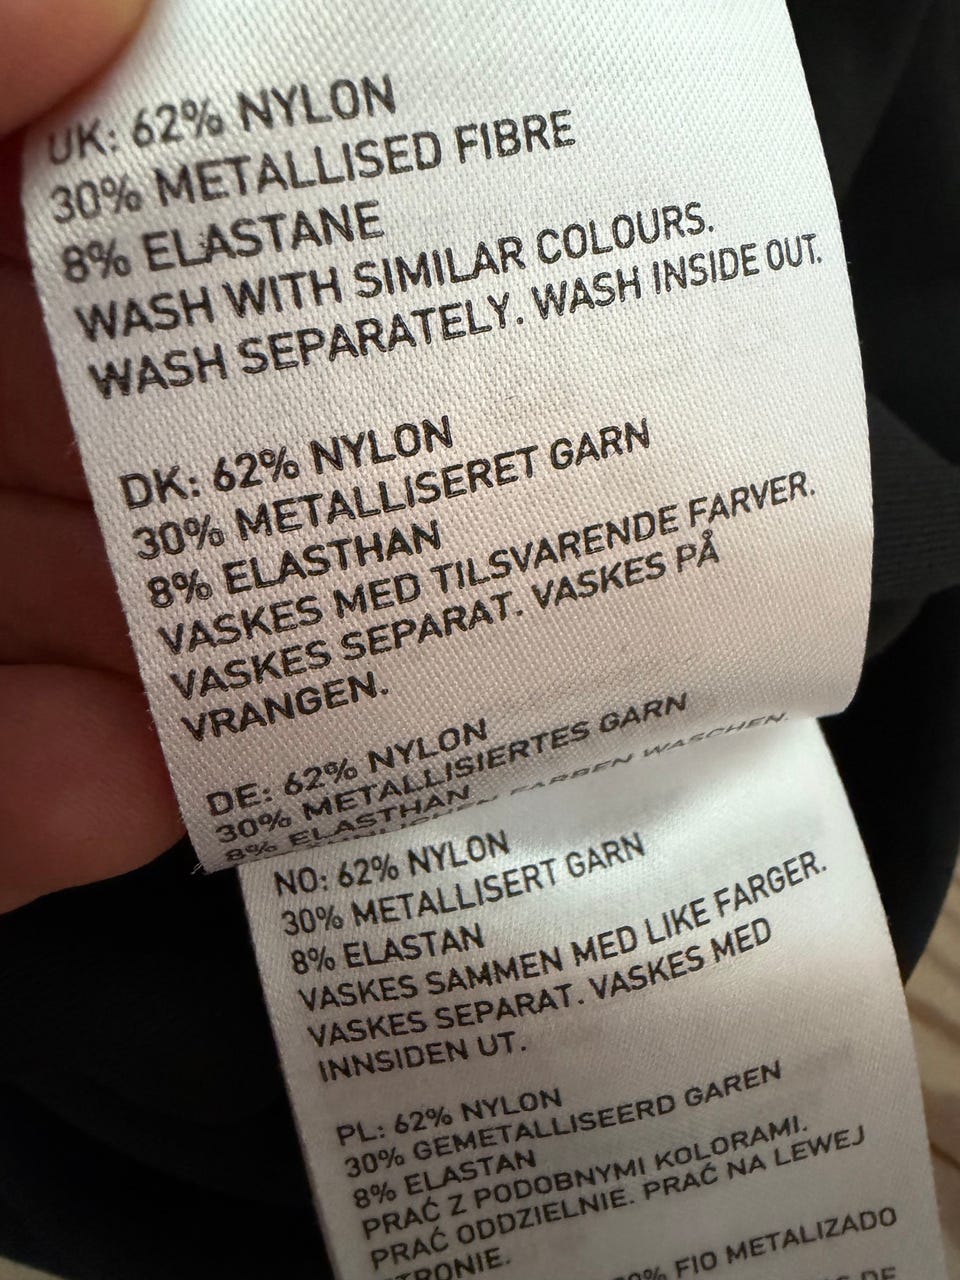 UK: 62% NYLON
30% METALLISED FIBRE
8% ELASTANE
WASH WITH SIMILAR COLOURS.
WASH SEPARATELY. WASH INSIDE OUT.
DK: 62% NYLON
30% METALLISERET GARN
8% ELASTHAN
VASKES MED TILSVARENDE FARVER.
VASKES SEPARAT. VASKES PÅ
VRANGEN.
DE: 62% NYLON
30% METALLISIERTES GARN
8% ELASTHAN
FARBEN WASCHEN.
NO: 62% NYLON
30% METALLISERT GARN
8% ELASTAN
VASKES SAMMEN MED LIKE FARGER.
VASKES SEPARAT. VASKES MED
INNSIDEN UT.
PL: 62% NYLON
30% GEMETALLISEERD GAREN
8% ELASTAN
PRAĆ Z PODOBNYMI KOLORAMI.
PRAĆ ODDZIELNIE. PRAĆ NA LEWEJ
FIO METALIZADO